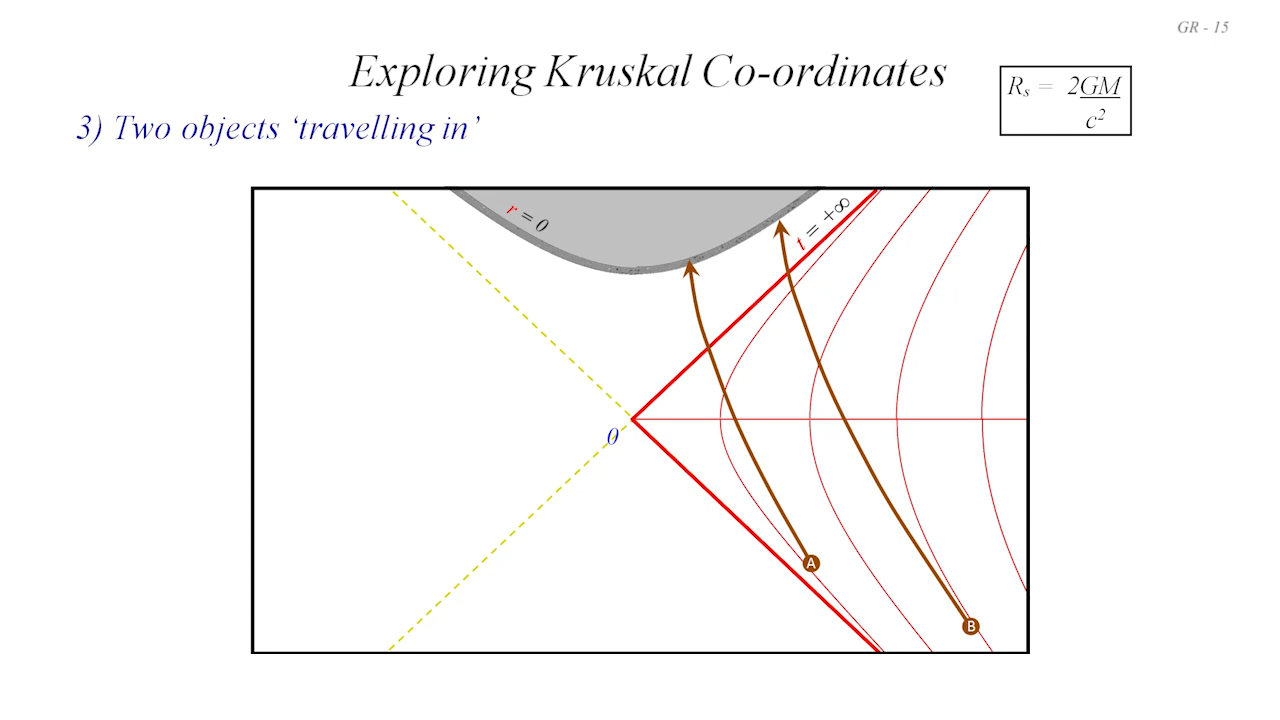 GR - 15
Exploring Kruskal Co-ordinates
Rs = 2GM
c²
3) Two objects ‘travelling in’
r = 0
t = +∞
0
A
B